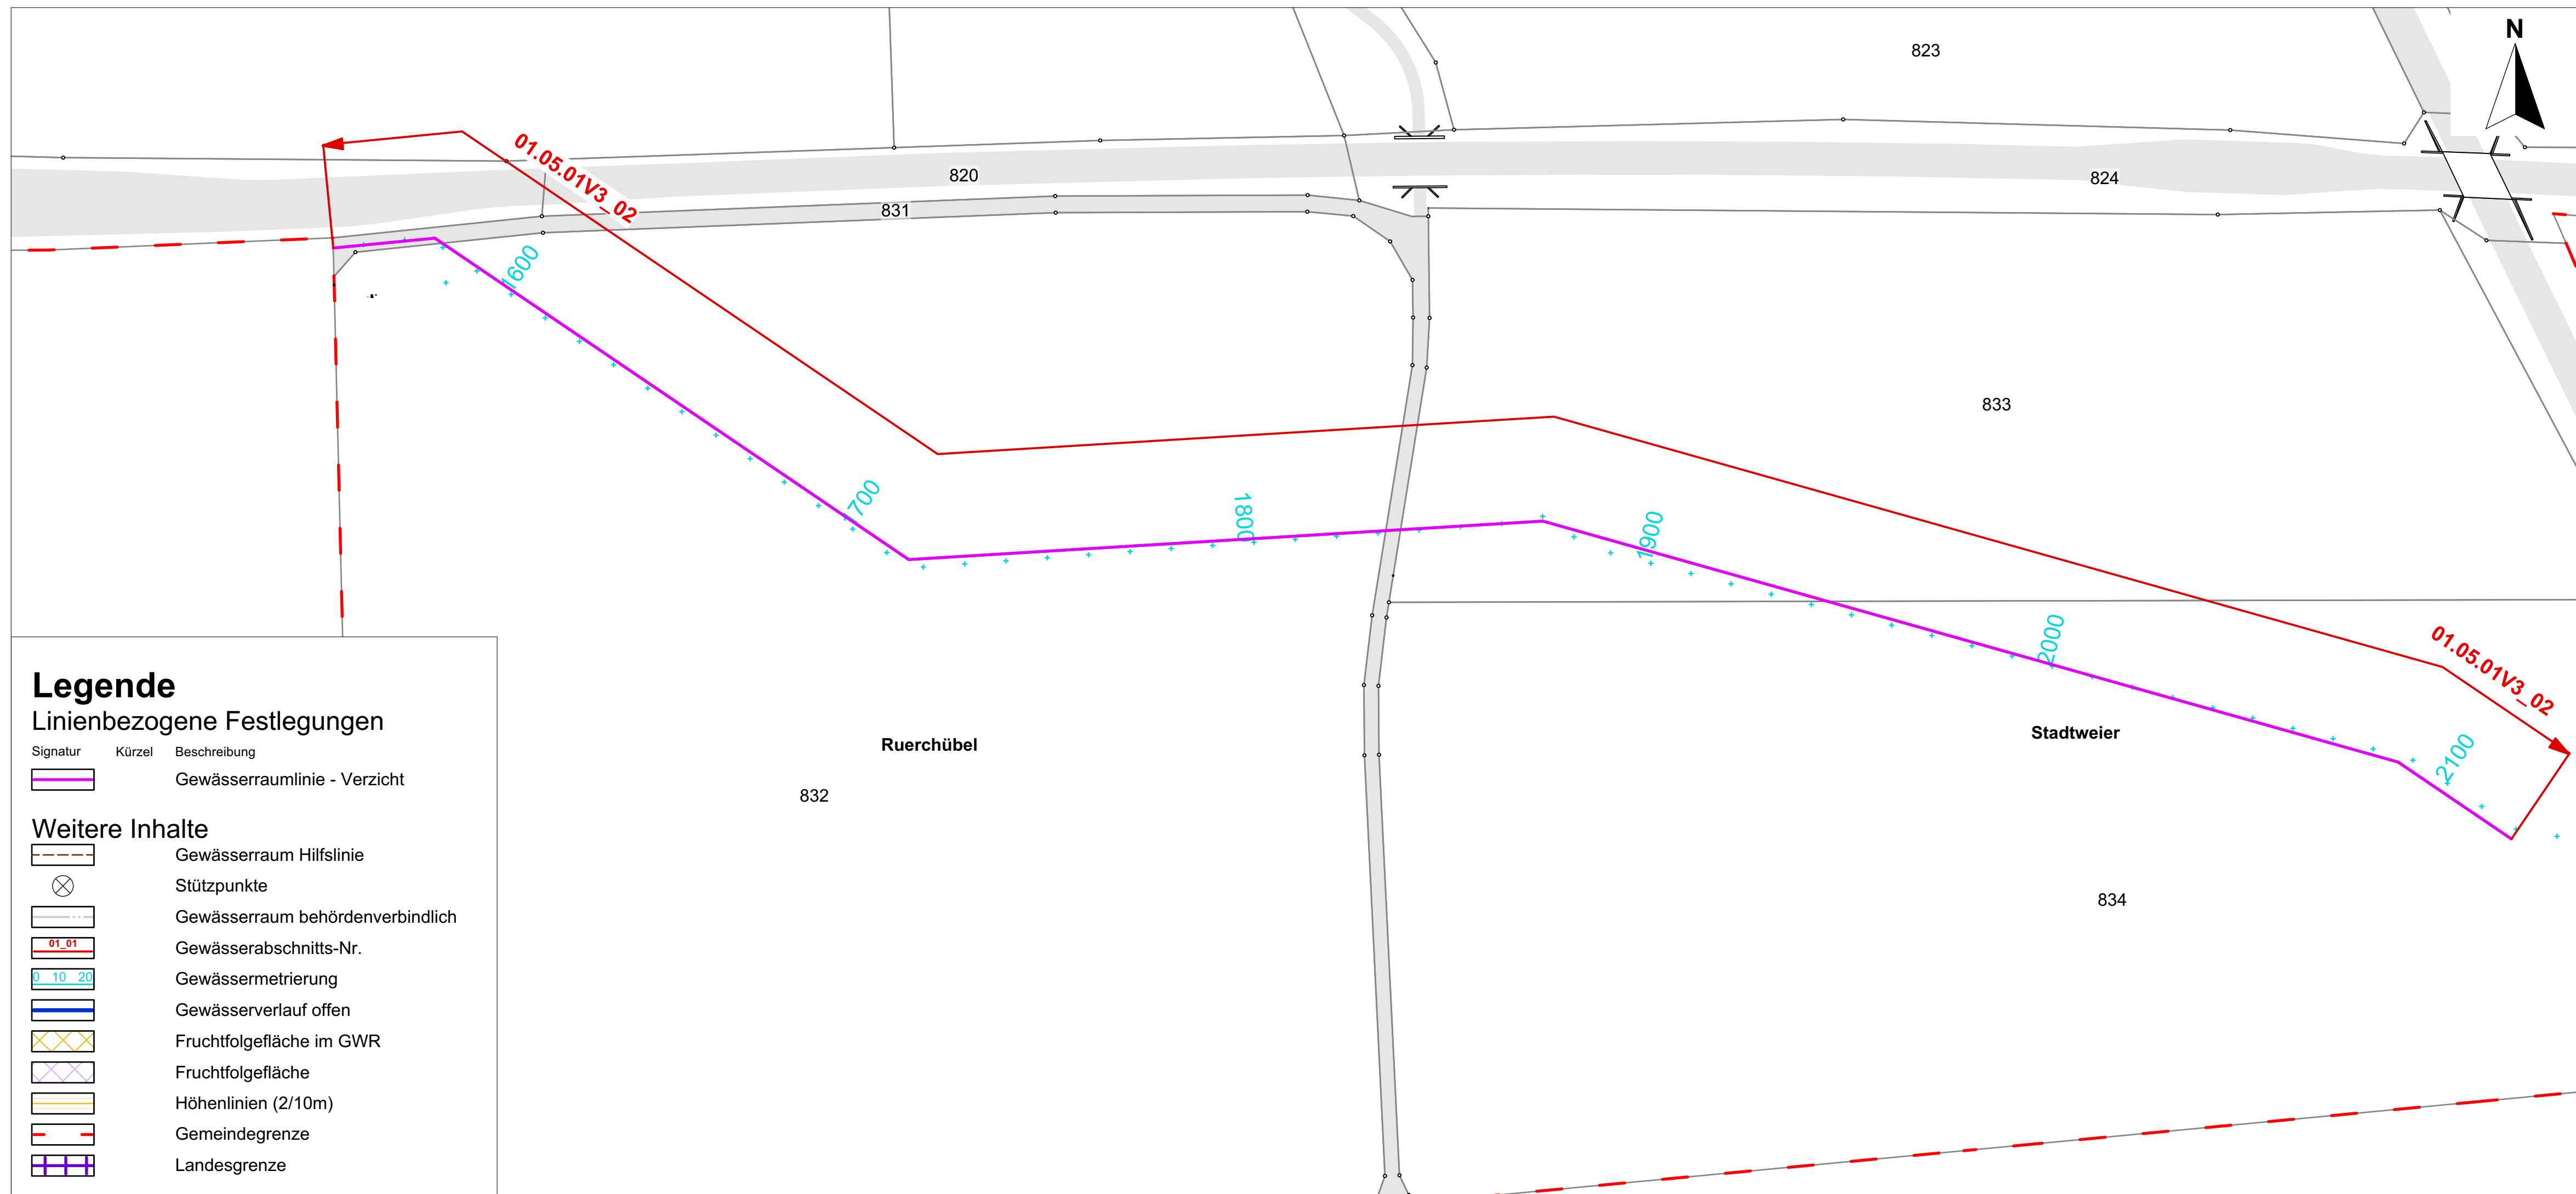 N
823
01.05.01V3_02
820
824
831
1600
833
1700
1800
1900
2000
01.05.01V3_02
2100
Ruerchübel
Stadtweier
832
834
Legende
Linienbezogene Festlegungen
Signatur Kürzel Beschreibung
Gewässerraumlinie - Verzicht
Weitere Inhalte
Gewässerraum Hilfslinie
Stützpunkte
Gewässerraum behördenverbindlich
01_01 Gewässerabschnitts-Nr.
0 10 20 Gewässermetrierung
Gewässerverlauf offen
Fruchtfolgefläche im GWR
Fruchtfolgefläche
Höhenlinien (2/10m)
Gemeindegrenze
Landesgrenze